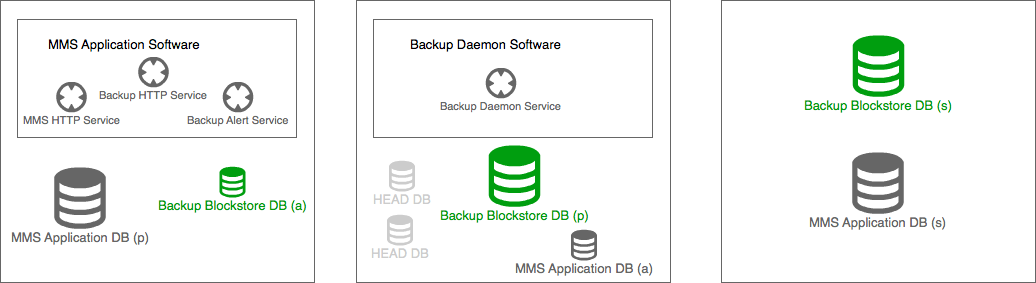 MMS Application Software
Backup HTTP Service
MMS HTTP Service
Backup Alert Service
MMS Application DB (p)
Backup Blockstore DB (a)
Backup Daemon Software
Backup Daemon Service
HEAD DB
Backup Blockstore DB (p)
HEAD DB
MMS Application DB (a)
Backup Blockstore DB (s)
MMS Application DB (s)